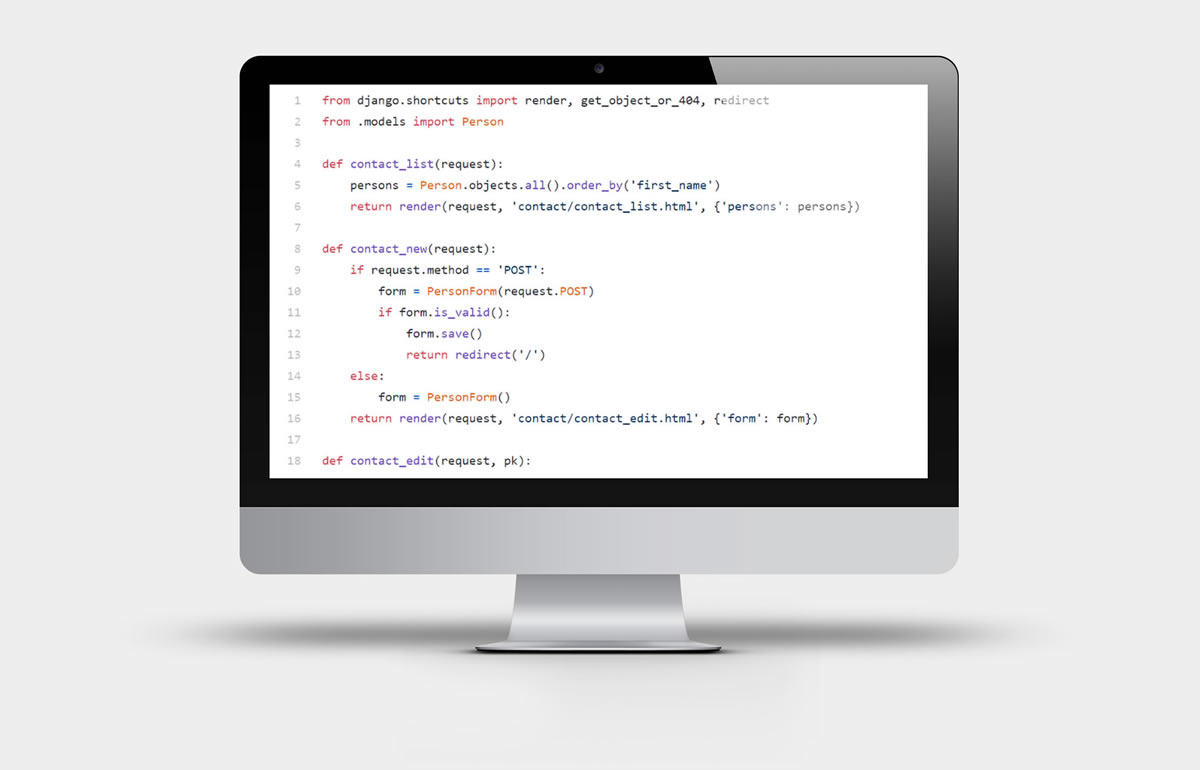 1 from django.shortcuts import render, get_object_or_404, redirect
2 from .models import Person
3
4 def contact_list(request):
5     persons = Person.objects.all().order_by('first_name')
6     return render(request, 'contact/contact_list.html', {'persons': persons})
7
8 def contact_new(request):
9     if request.method == 'POST':
10         form = PersonForm(request.POST)
11         if form.is_valid():
12             form.save()
13             return redirect('/')
14     else:
15         form = PersonForm()
16     return render(request, 'contact/contact_edit.html', {'form': form})
17
18 def contact_edit(request, pk):